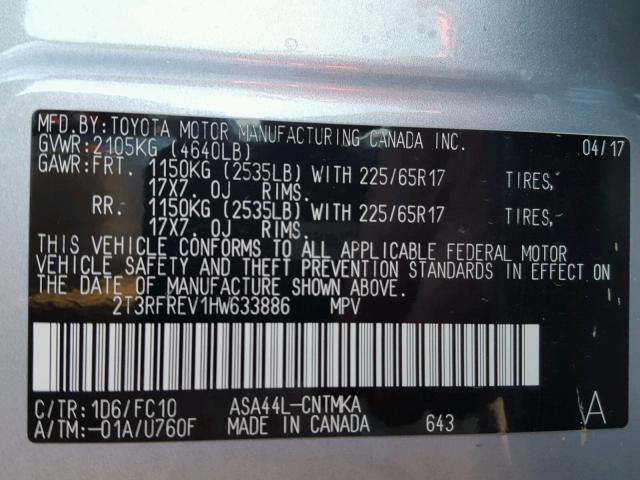 MFD.BY:TOYOTA MOTOR MANUFACTURING CANADA INC. 04/17
GVWR:2105KG (4640LB)
GAWR:FRT. 1150KG (2535LB) WITH 225/65R17 TIRES,
17X7.0J RIMS.
RR. 1150KG (2535LB) WITH 225/65R17 TIRES,
17X7.0J RIMS.
THIS VEHICLE CONFORMS TO ALL APPLICABLE FEDERAL MOTOR
VEHICLE SAFETY AND THEFT PREVENTION STANDARDS IN EFFECT ON
THE DATE OF MANUFACTURE SHOWN ABOVE.
2T3RFREV1HW633886 MPV
C/TR:1D6/FC10 ASA44L-CNTMKA A
A/TM:-01A/U760F MADE IN CANADA 643